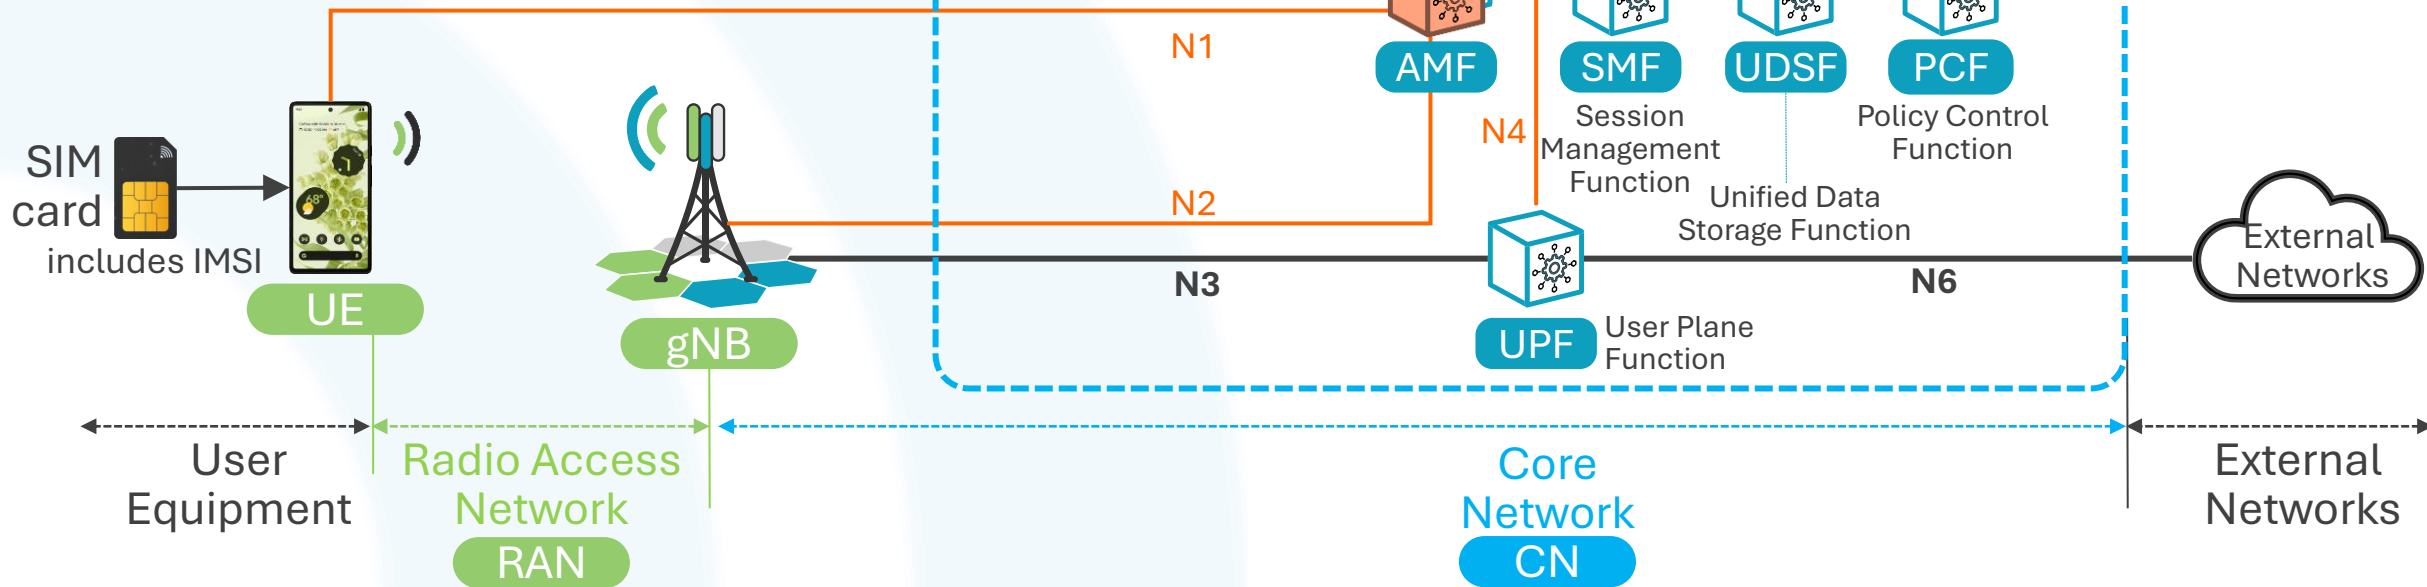 N1
AMF
SMF
UDSF
PCF
Session
Management
Function
Policy Control
Function
N4
SIM
card
includes IMSI
N2
Unified Data
Storage Function
External
Networks
N3
N6
UE
gNB
UPF
User Plane
Function
User
Equipment
Radio Access
Network
RAN
Core
Network
CN
External
Networks